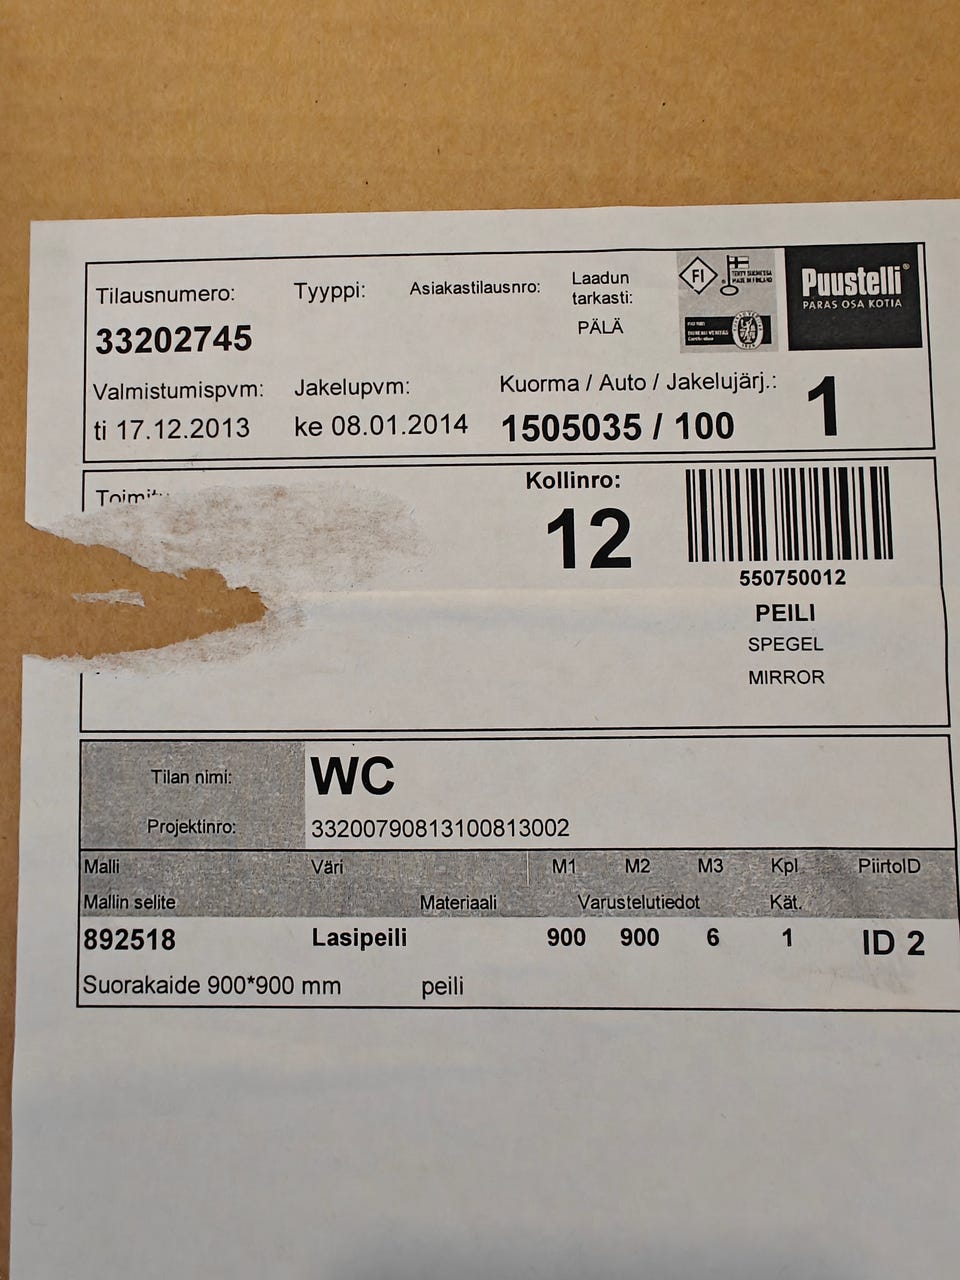 Tilausnumero: Tyyppi: Asiakastilausnro: Laadun tarkasti:
33202745 PÄLÄ
FI
Puustelli®
PARAS OSA KOTIA
Valmistumispvm: Jakelupvm: Kuorma / Auto / Jakelujärj.:
ti 17.12.2013 ke 08.01.2014 1505035 / 100 1
Kollinro:
12
550750012
PEILI
SPEGEL
MIRROR
Tilan nimi: WC
Projektinro: 33200790813100813002
Malli Väri M1 M2 M3 Kpl PiirtoID
Mallin selite Materiaali Varustelutiedot Kät.
892518 Lasipeili 900 900 6 1 ID 2
Suorakaide 900*900 mm peili